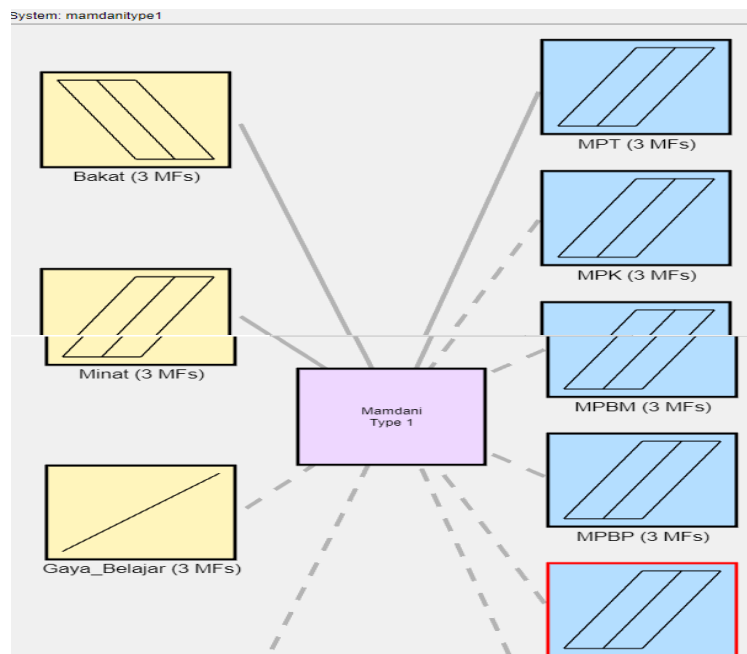 System: mamdanitype1
Bakat (3 MFs)
Minat (3 MFs)
Gaya_Belajar (3 MFs)
Mamdani
Type 1
MPT (3 MFs)
MPK (3 MFs)
MPBM (3 MFs)
MPBP (3 MFs)